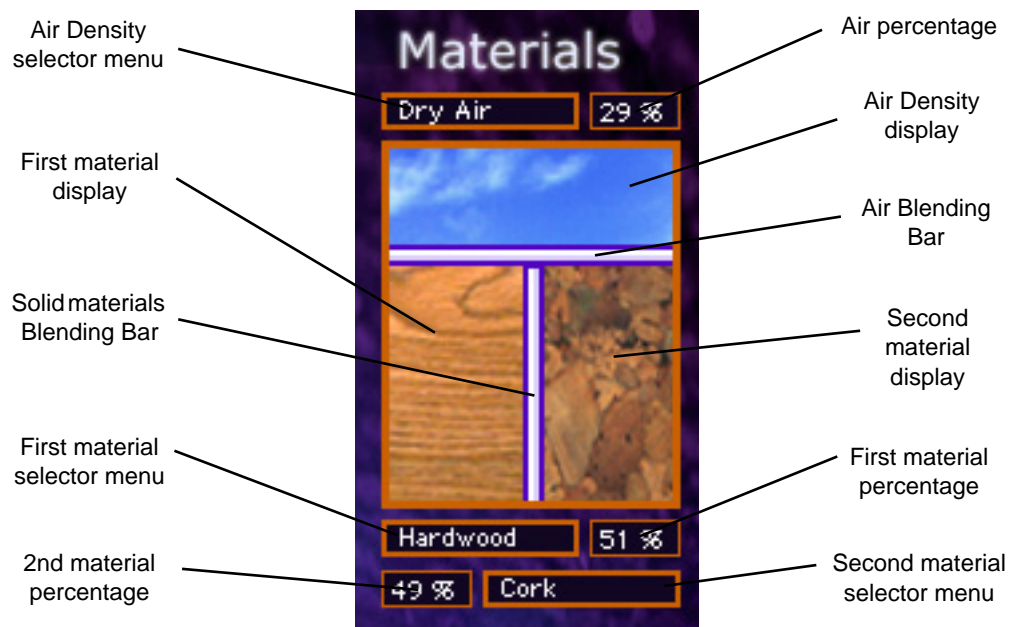 Air Density
selector menu
Materials
Air percentage
Dry Air
29 %
Air Density
display
First material
display
Air Blending
Bar
Solid materials
Blending Bar
Second
material
display
First material
selector menu
First material
percentage
Hardwood
51 %
2nd material
percentage
49 %
Cork
Second material
selector menu